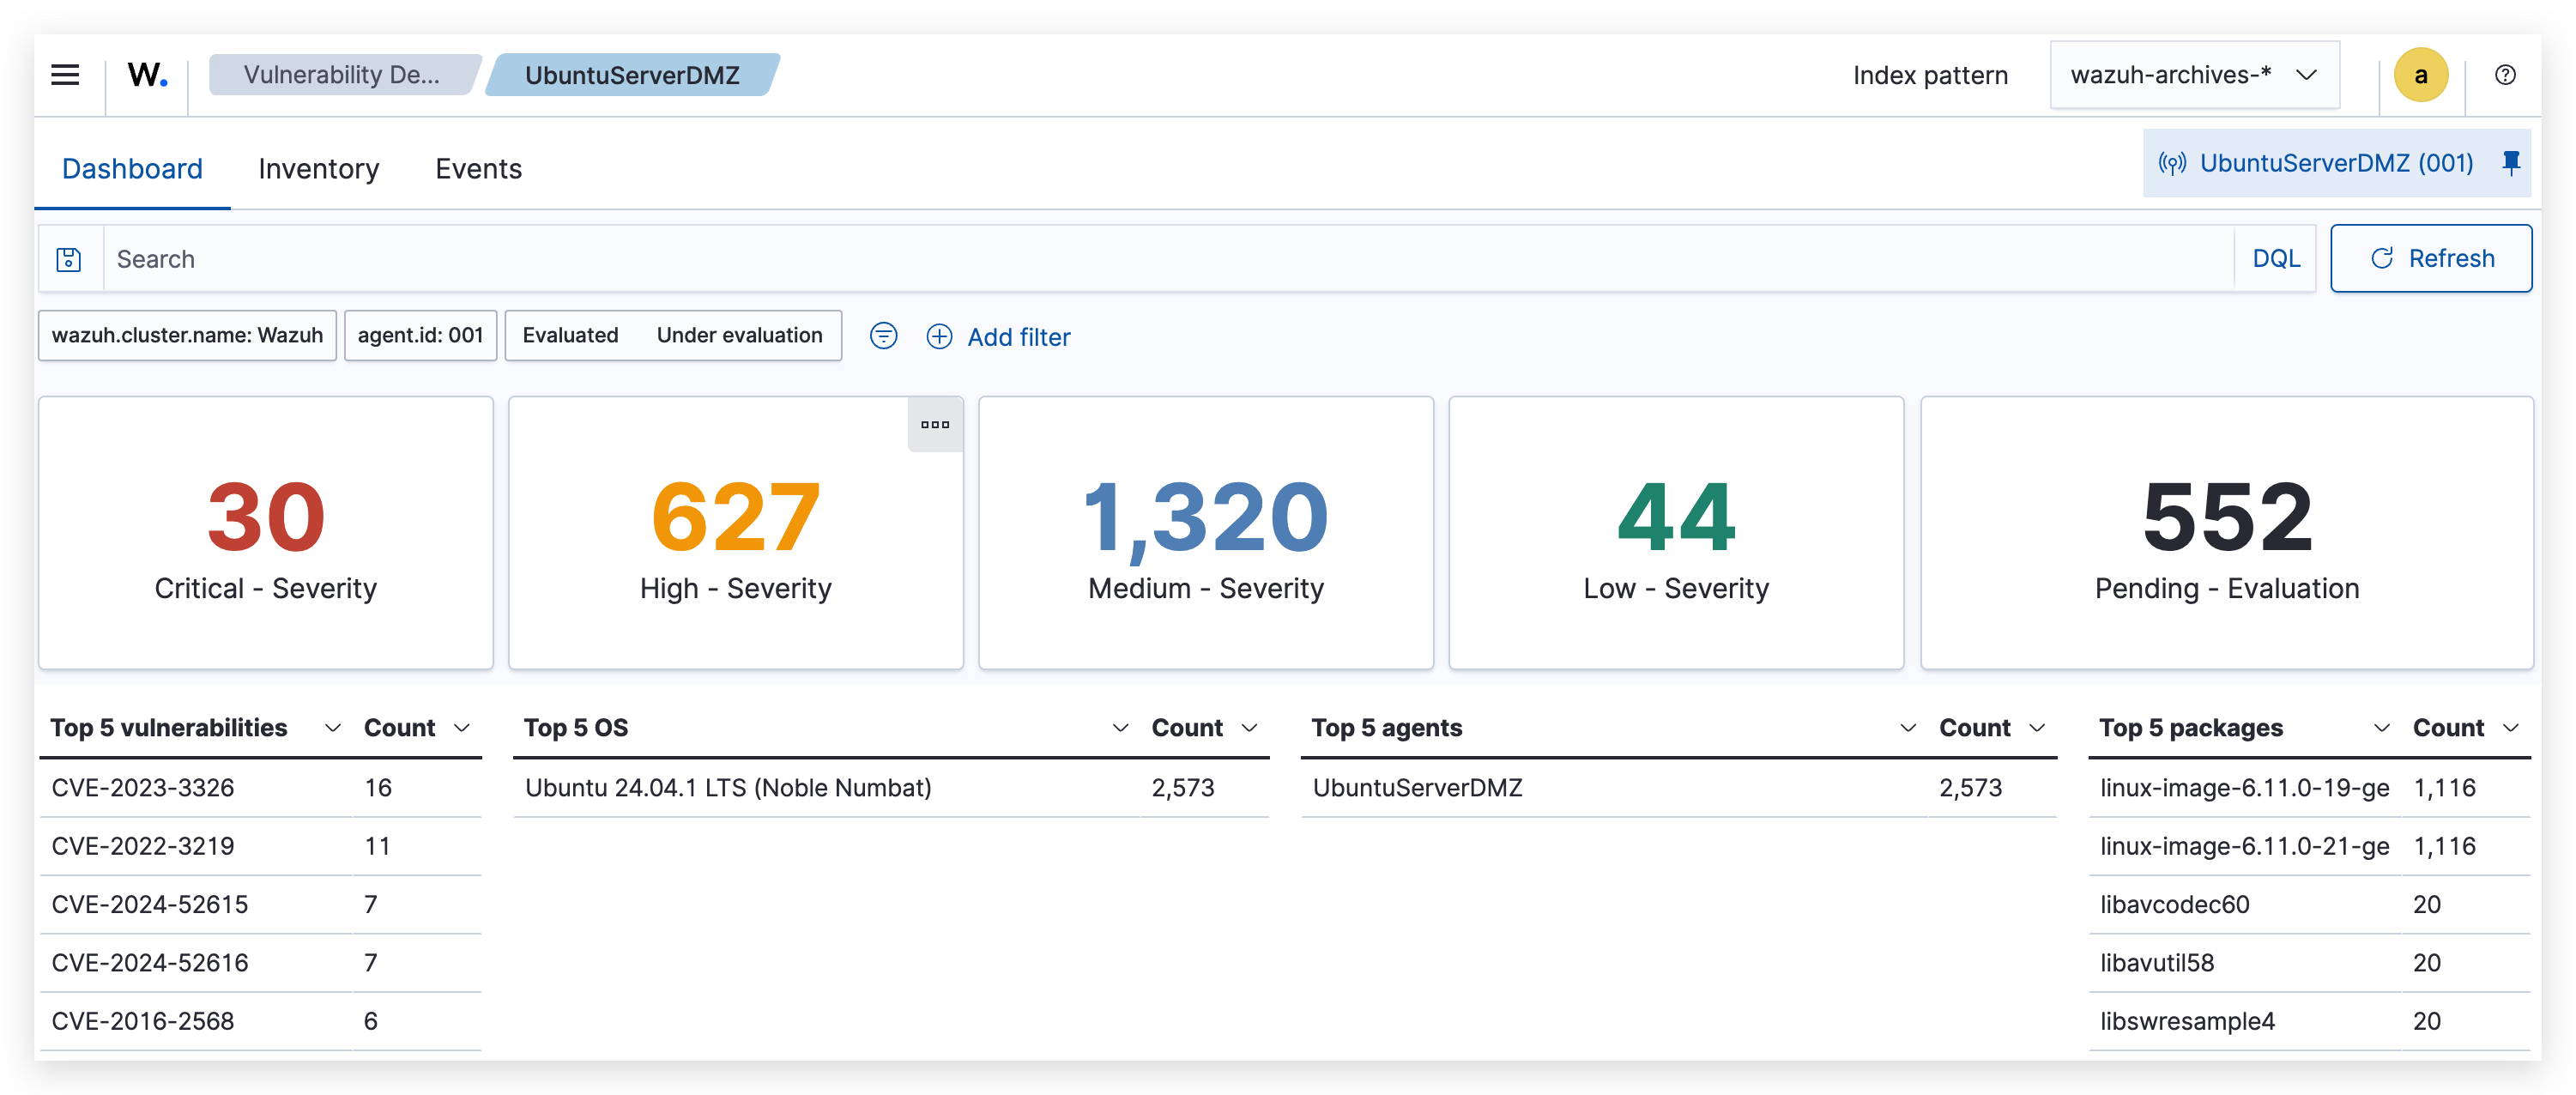 W. Vulnerability De... UbuntuServerDMZ Index pattern wazuh-archives-* a
Dashboard Inventory Events UbuntuServerDMZ (001)
Search DQL Refresh
wazuh.cluster.name: Wazuh agent.id: 001 Evaluated Under evaluation Add filter
30 627 1,320 44 552
Critical - Severity High - Severity Medium - Severity Low - Severity Pending - Evaluation
Top 5 vulnerabilities Count Top 5 OS Count Top 5 agents Count Top 5 packages Count
CVE-2023-3326 16 Ubuntu 24.04.1 LTS (Noble Numbat) 2,573 UbuntuServerDMZ 2,573 linux-image-6.11.0-19-ge 1,116
CVE-2022-3219 11 linux-image-6.11.0-21-ge 1,116
CVE-2024-52615 7 libavcodec60 20
CVE-2024-52616 7 libavutil58 20
CVE-2016-2568 6 libswresample4 20